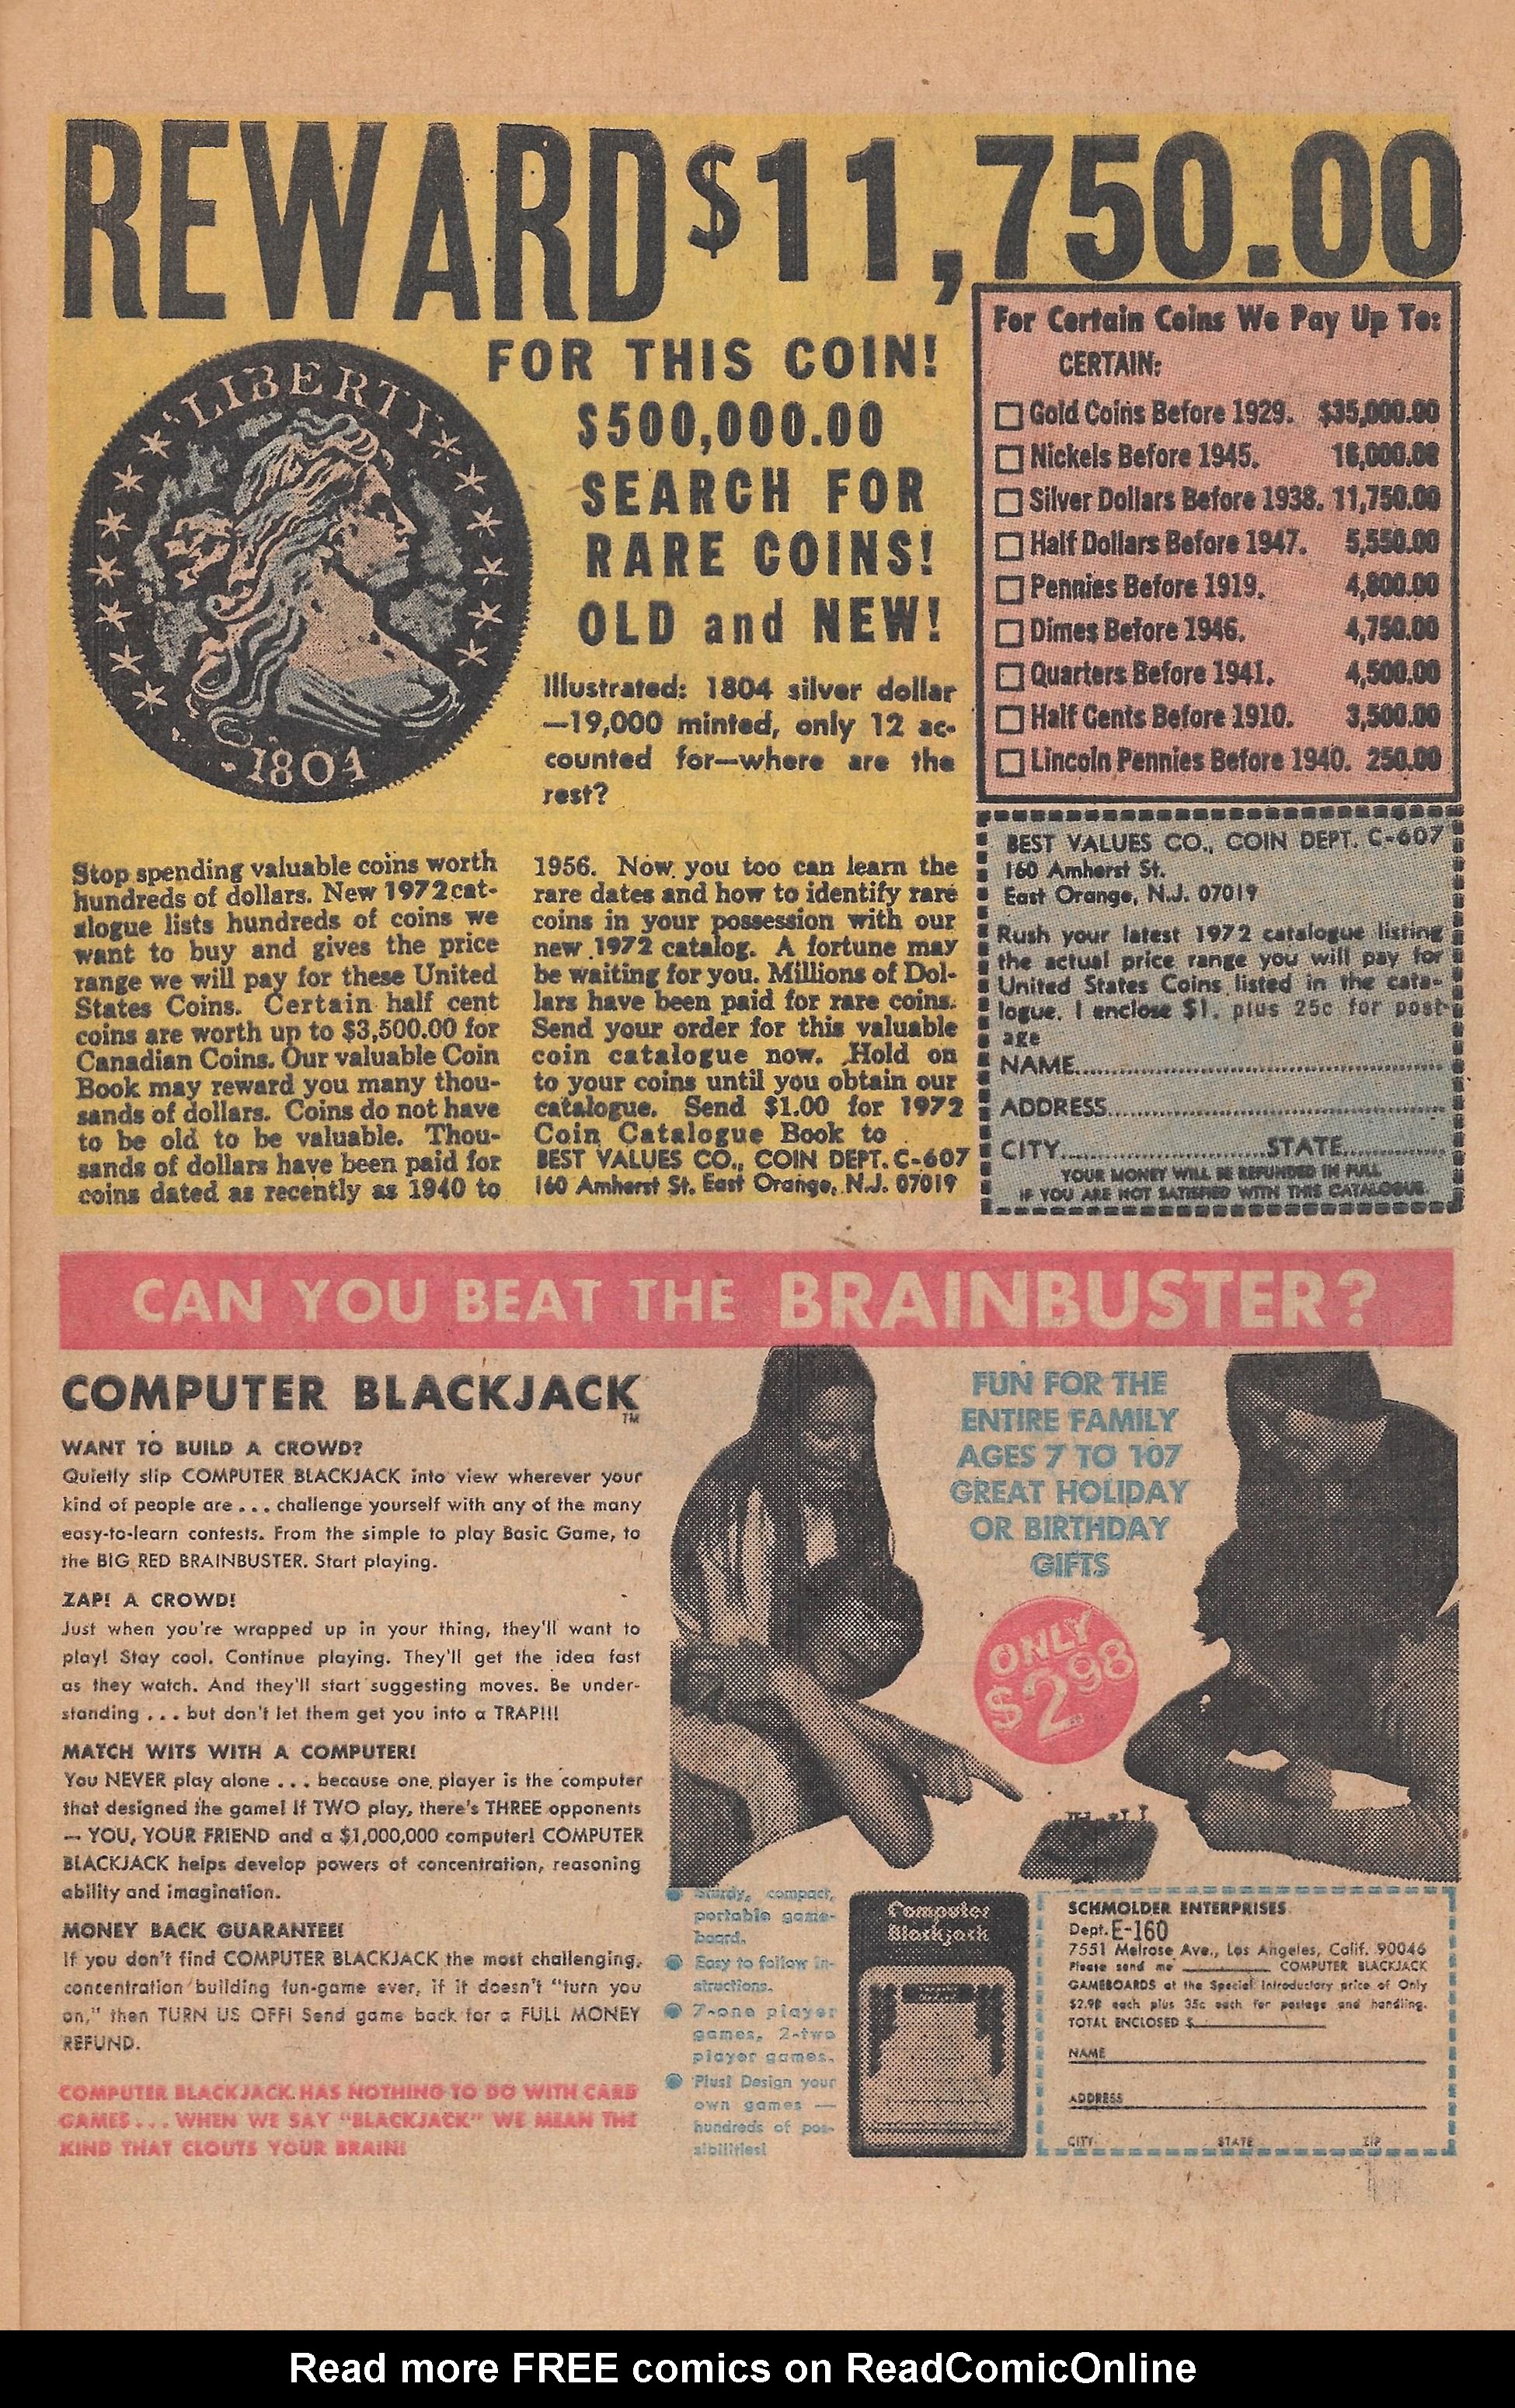 REWARD $11,750.00
FOR THIS COIN!
$500,000.00
SEARCH FOR
RARE COINS!
OLD and NEW!
LIBERTY
1804
Illustrated: 1804 silver dollar
—19,000 minted, only 12 ac-
counted for—where are the
rest?
For Certain Coins We Pay Up To:
CERTAIN:
Gold Coins Before 1929. $35,000.00
Nickels Before 1945. 16,000.00
Silver Dollars Before 1938. 11,750.00
Half Dollars Before 1947. 5,550.00
Pennies Before 1919. 4,800.00
Dimes Before 1946. 4,750.00
Quarters Before 1941. 4,500.00
Half Cents Before 1910. 3,500.00
Lincoln Pennies Before 1940. 250.00
Stop spending valuable coins worth
hundreds of dollars. New 1972 cat-
alogue lists hundreds of coins we
want to buy and gives the price
range we will pay for these United
States Coins. Certain half cent
coins are worth up to $3,500.00 for
Canadian Coins. Our valuable Coin
Book may reward you many thou-
sands of dollars. Coins do not have
to be old to be valuable. Thou-
sands of dollars have been paid for
coins dated as recently as 1940 to
1956. Now you too can learn the
rare dates and how to identify rare
coins in your possession with our
new 1972 catalog. A fortune may
be waiting for you. Millions of Dol-
lars have been paid for rare coins.
Send your order for this valuable
coin catalogue now. Hold on
to your coins until you obtain our
catalogue. Send $1.00 for 1972
Coin Catalogue Book to
BEST VALUES CO., COIN DEPT. C-607
160 Amherst St. East Orange, N.J. 07019
BEST VALUES CO., COIN DEPT. C-607
160 Amherst St.
East Orange, N.J. 07019
Rush your latest 1972 catalogue listing
the actual price range you will pay for
United States Coins listed in the cata-
logue. I enclose $1. plus 25c for post-
age
NAME
ADDRESS
CITY STATE
YOUR MONEY WILL BE REFUNDED IN FULL
IF YOU ARE NOT SATISFIED WITH THIS CATALOGUE
CAN YOU BEAT THE BRAINBUSTER?
COMPUTER BLACKJACK
TM
WANT TO BUILD A CROWD?
Quietly slip COMPUTER BLACKJACK into view wherever your
kind of people are . . . challenge yourself with any of the many
easy-to-learn contests. From the simple to play Basic Game, to
the BIG RED BRAINBUSTER. Start playing.
ZAP! A CROWD!
Just when you're wrapped up in your thing, they'll want to
play! Stay cool. Continue playing. They'll get the idea fast
as they watch. And they'll start suggesting moves. Be under-
standing . . . but don't let them get you into a TRAP!!!
MATCH WITS WITH A COMPUTER!
You NEVER play alone . . . because one player is the computer
that designed the game! If TWO play, there's THREE opponents
— YOU, YOUR FRIEND and a $1,000,000 computer! COMPUTER
BLACKJACK helps develop powers of concentration, reasoning
ability and imagination.
MONEY BACK GUARANTEE!
If you don't find COMPUTER BLACKJACK the most challenging,
concentration building fun-game ever, if it doesn't "turn you
on," then TURN US OFF! Send game back for a FULL MONEY
REFUND.
COMPUTER BLACKJACK HAS NOTHING TO DO WITH CARD
GAMES . . . WHEN WE SAY "BLACKJACK" WE MEAN THE
KIND THAT CLOUTS YOUR BRAIN!
FUN FOR THE
ENTIRE FAMILY
AGES 7 TO 107
GREAT HOLIDAY
OR BIRTHDAY
GIFTS
ONLY
$2.98
Sturdy, compact,
portable game-
board.
Easy to follow in-
structions.
7-one player
games, 2-two
player games.
Plus! Design your
own games —
hundreds of pos-
sibilities!
Computer
Blackjack
SCHMOLDER ENTERPRISES
Dept. E-160
7551 Melrose Ave., Los Angeles, Calif. 90046
Please send me COMPUTER BLACKJACK
GAMEBOARDS at the Special Introductory price of Only
$2.98 each plus 35c each for postage and handling.
TOTAL ENCLOSED $
NAME
ADDRESS
CITY STATE ZIP
Read more FREE comics on ReadComicOnline